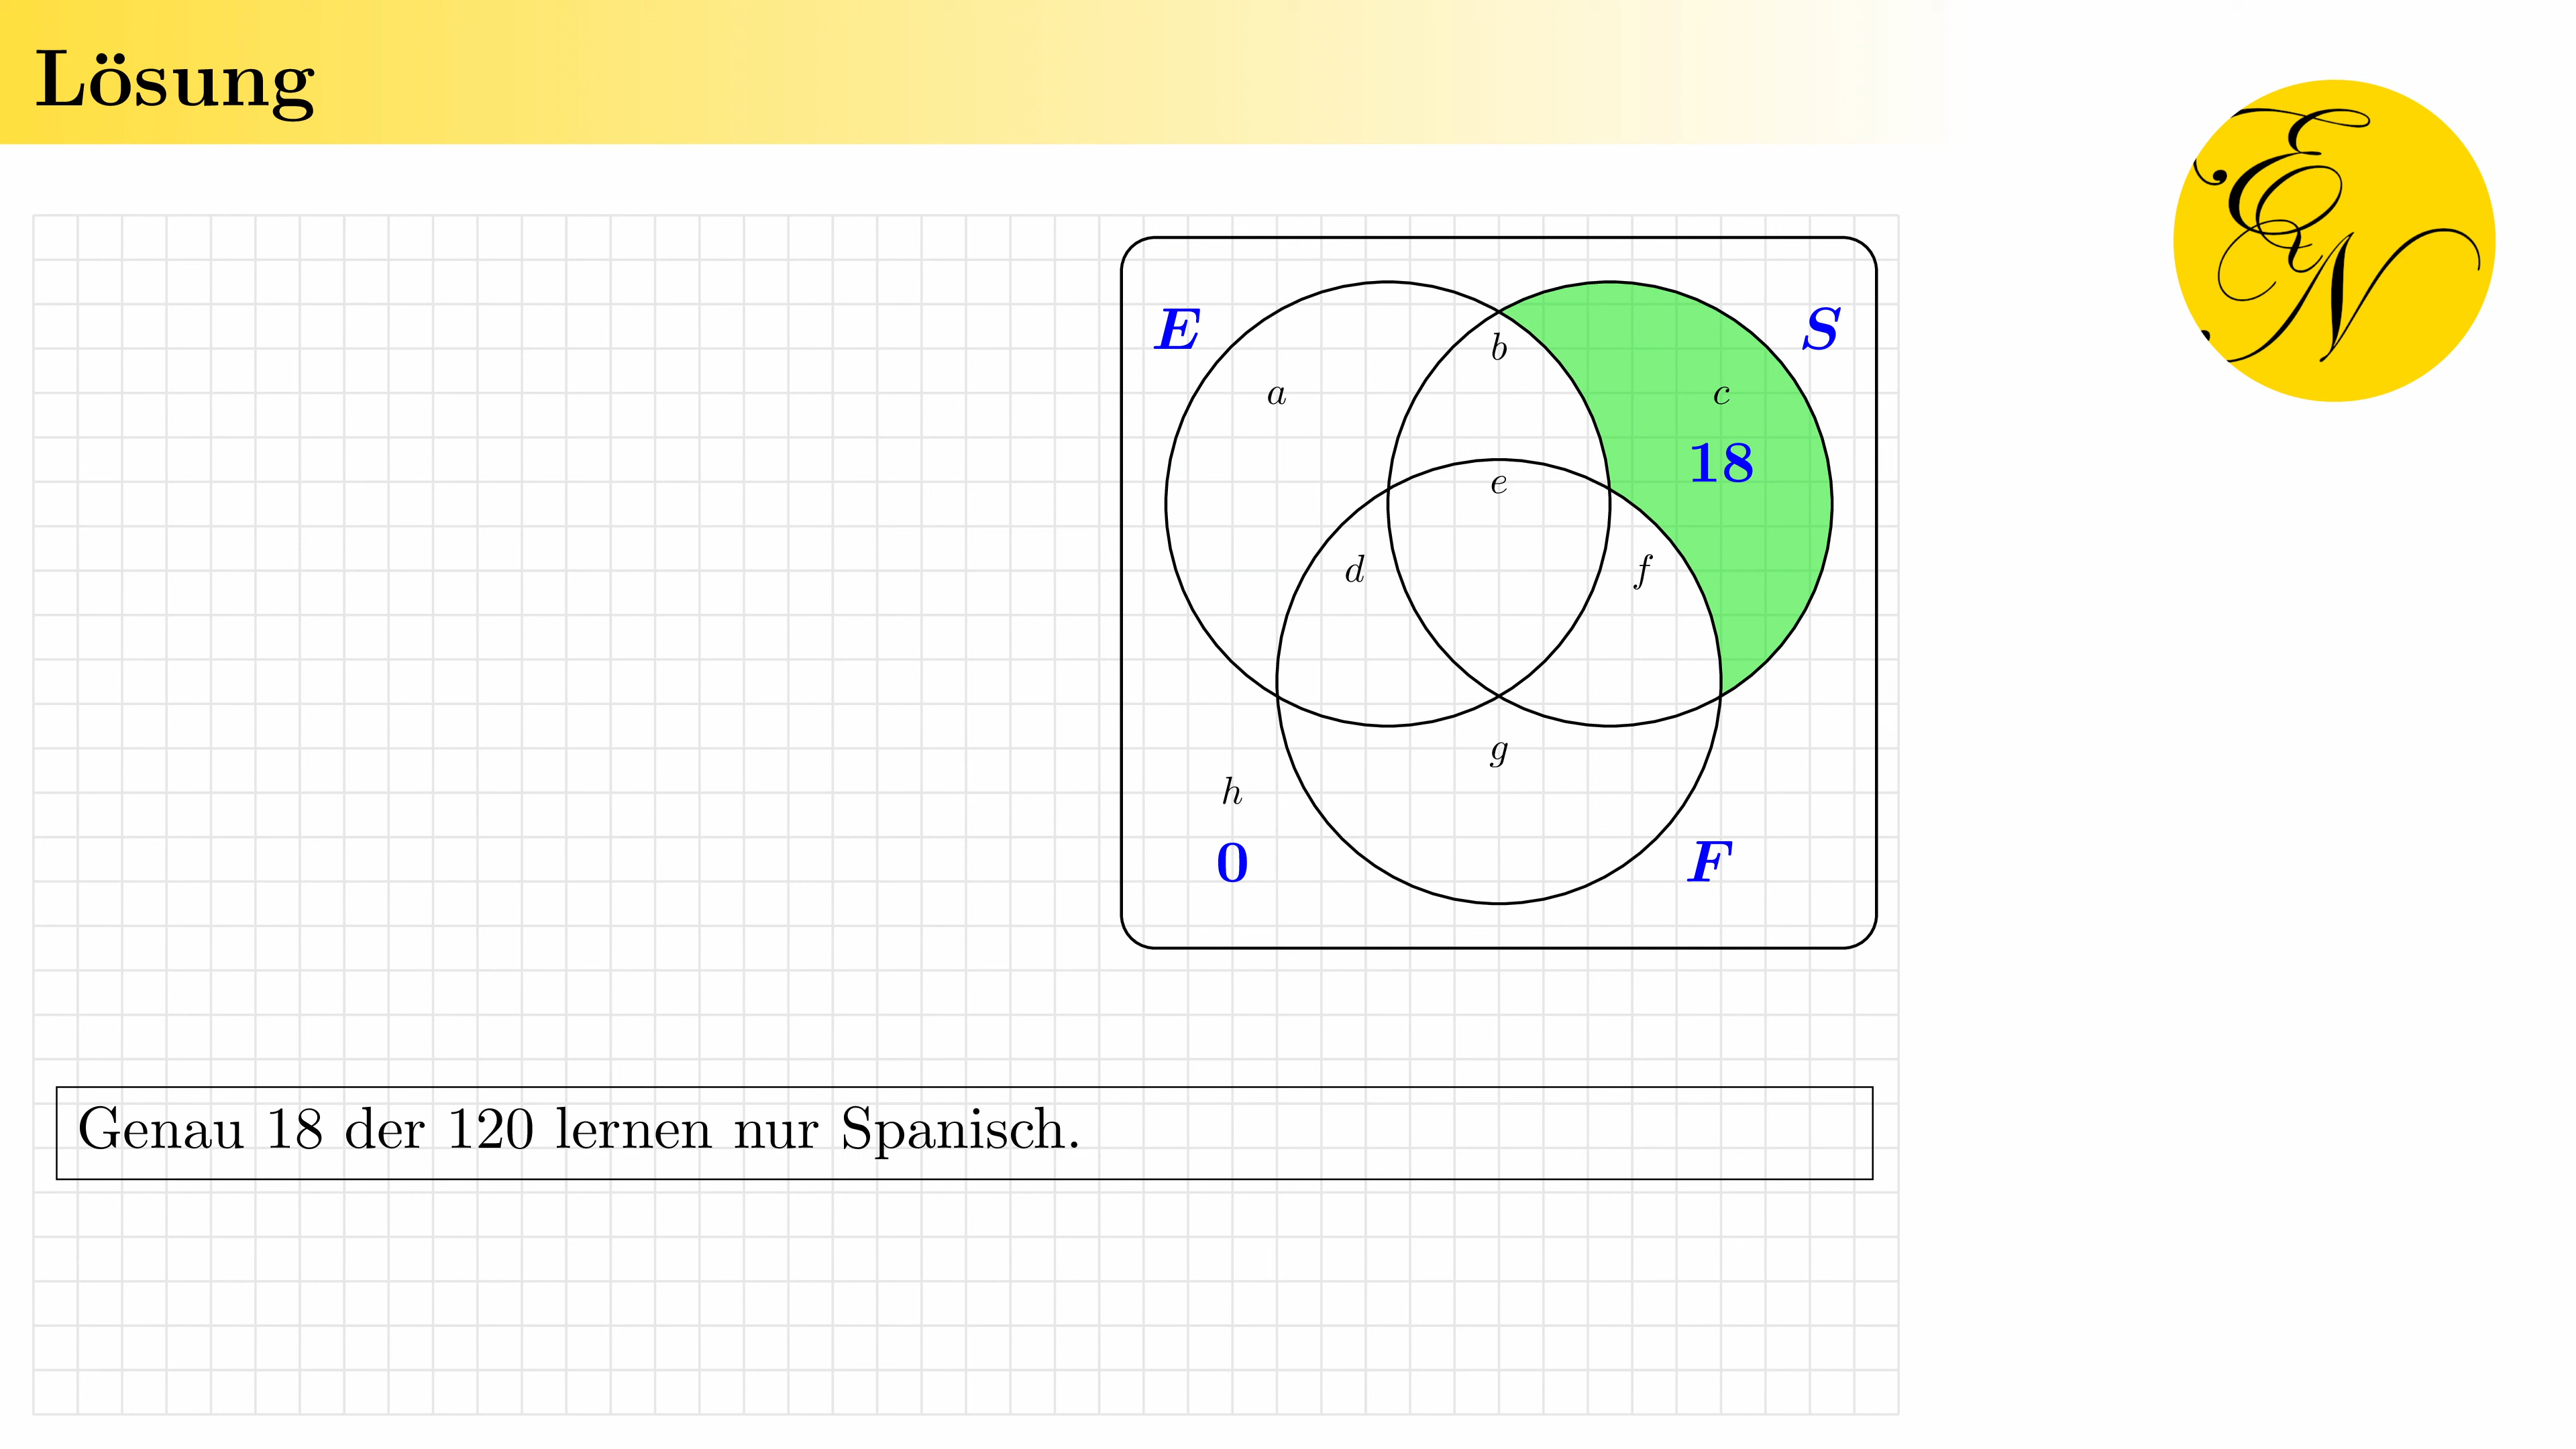 Lösung
E
S
b
a
c
18
e
d
f
g
h
0
F
Genau 18 der 120 lernen nur Spanisch.